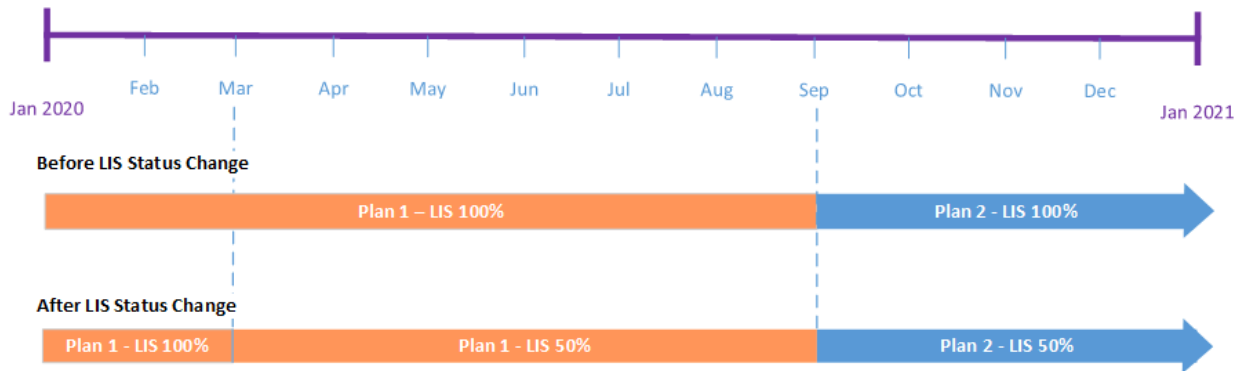 Feb Mar Apr May Jun Jul Aug Sep Oct Nov Dec
Jan 2020 Jan 2021
Before LIS Status Change
Plan 1 – LIS 100% Plan 2 - LIS 100%
After LIS Status Change
Plan 1 - LIS 100% Plan 1 - LIS 50% Plan 2 - LIS 50%